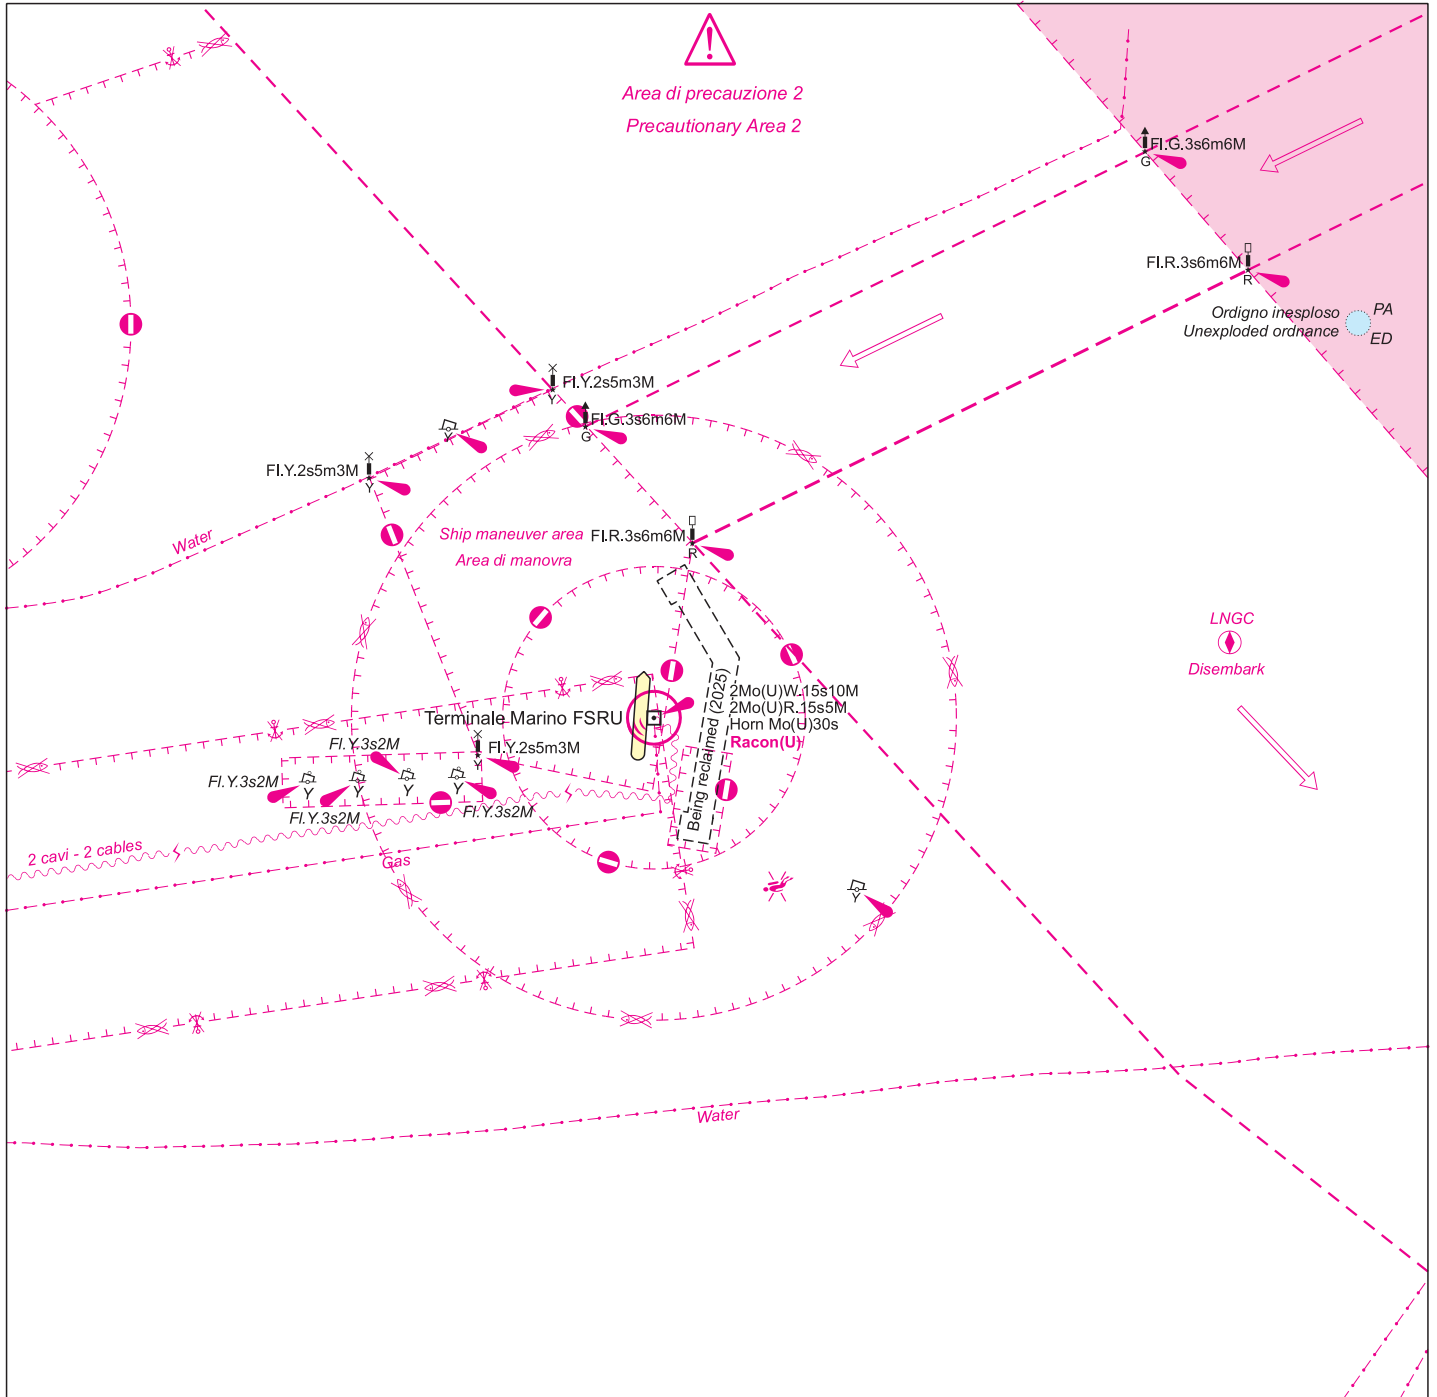 Area di precauzione 2
Precautionary Area 2
Fl.G.3s6m6M
G
Fl.R.3s6m6M
R
Ordigno inesploso
Unexploded ordnance
PA
ED
Fl.Y.2s5m3M
Y
Fl.G.3s6m6M
G
Y
Fl.Y.2s5m3M
Y
Water
Ship maneuver area
Area di manovra
Fl.R.3s6m6M
R
LNGC
Disembark
2Mo(U)W.15s10M
2Mo(U)R.15s5M
Horn Mo(U)30s
Racon(U)
Being reclaimed (2025)
Terminale Marino FSRU
Fl.Y.2s5m3M
Y
Fl.Y.3s2M
Fl.Y.3s2M
Y
Y
Y
Y
Fl.Y.3s2M
Fl.Y.3s2M
2 cavi - 2 cables
Gas
Y
Water